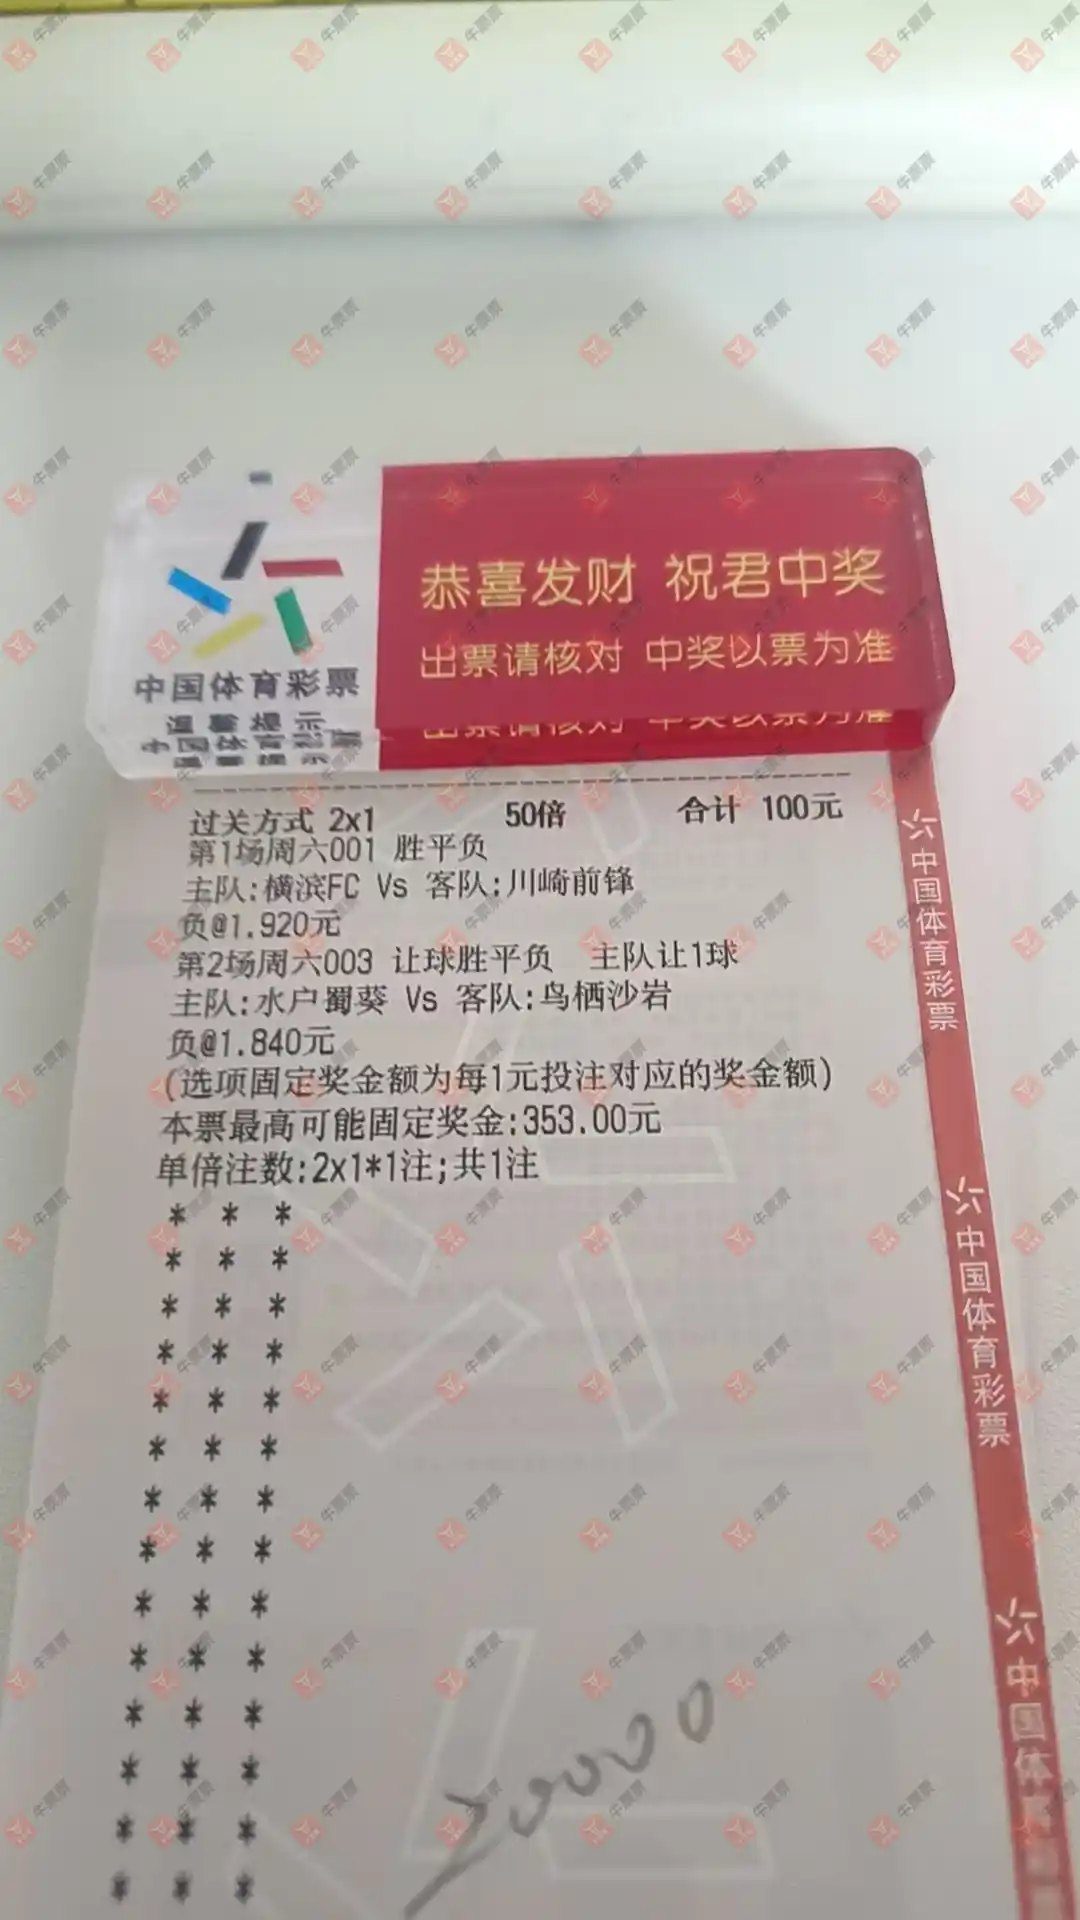 恭喜发财 祝君中奖
出票请核对 中奖以票为准
中国体育彩票
温馨提示
过关方式 2x1 50倍 合计 100元
第1场周六001 胜平负
主队:横滨FC Vs 客队:川崎前锋
负@1.920元
第2场周六003 让球胜平负 主队让1球
主队:水户蜀葵 Vs 客队:鸟栖沙岩
负@1.840元
(选项固定奖金额为每1元投注对应的奖金额)
本票最高可能固定奖金:353.00元
单倍注数:2x1*1注;共1注
* * *
* * *
* * *
* * *
* * *
* * *
* * *
* * *
* * *
* * *
* * *
* * *
* * *
* * *
中国体育彩票
中国体育彩票
中国体
牛票票